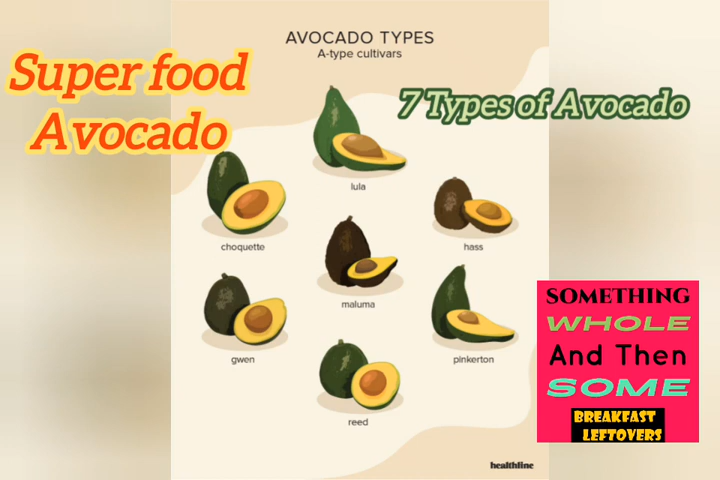 Super food
Avocado
AVOCADO TYPES
A-type cultivars
7 Types of Avocado
lula
choquette
hass
maluma
gwen
pinkerton
reed
healthline
SOMETHING
WHOLE
And Then
SOME
BREAKFAST
LEFTOVERS